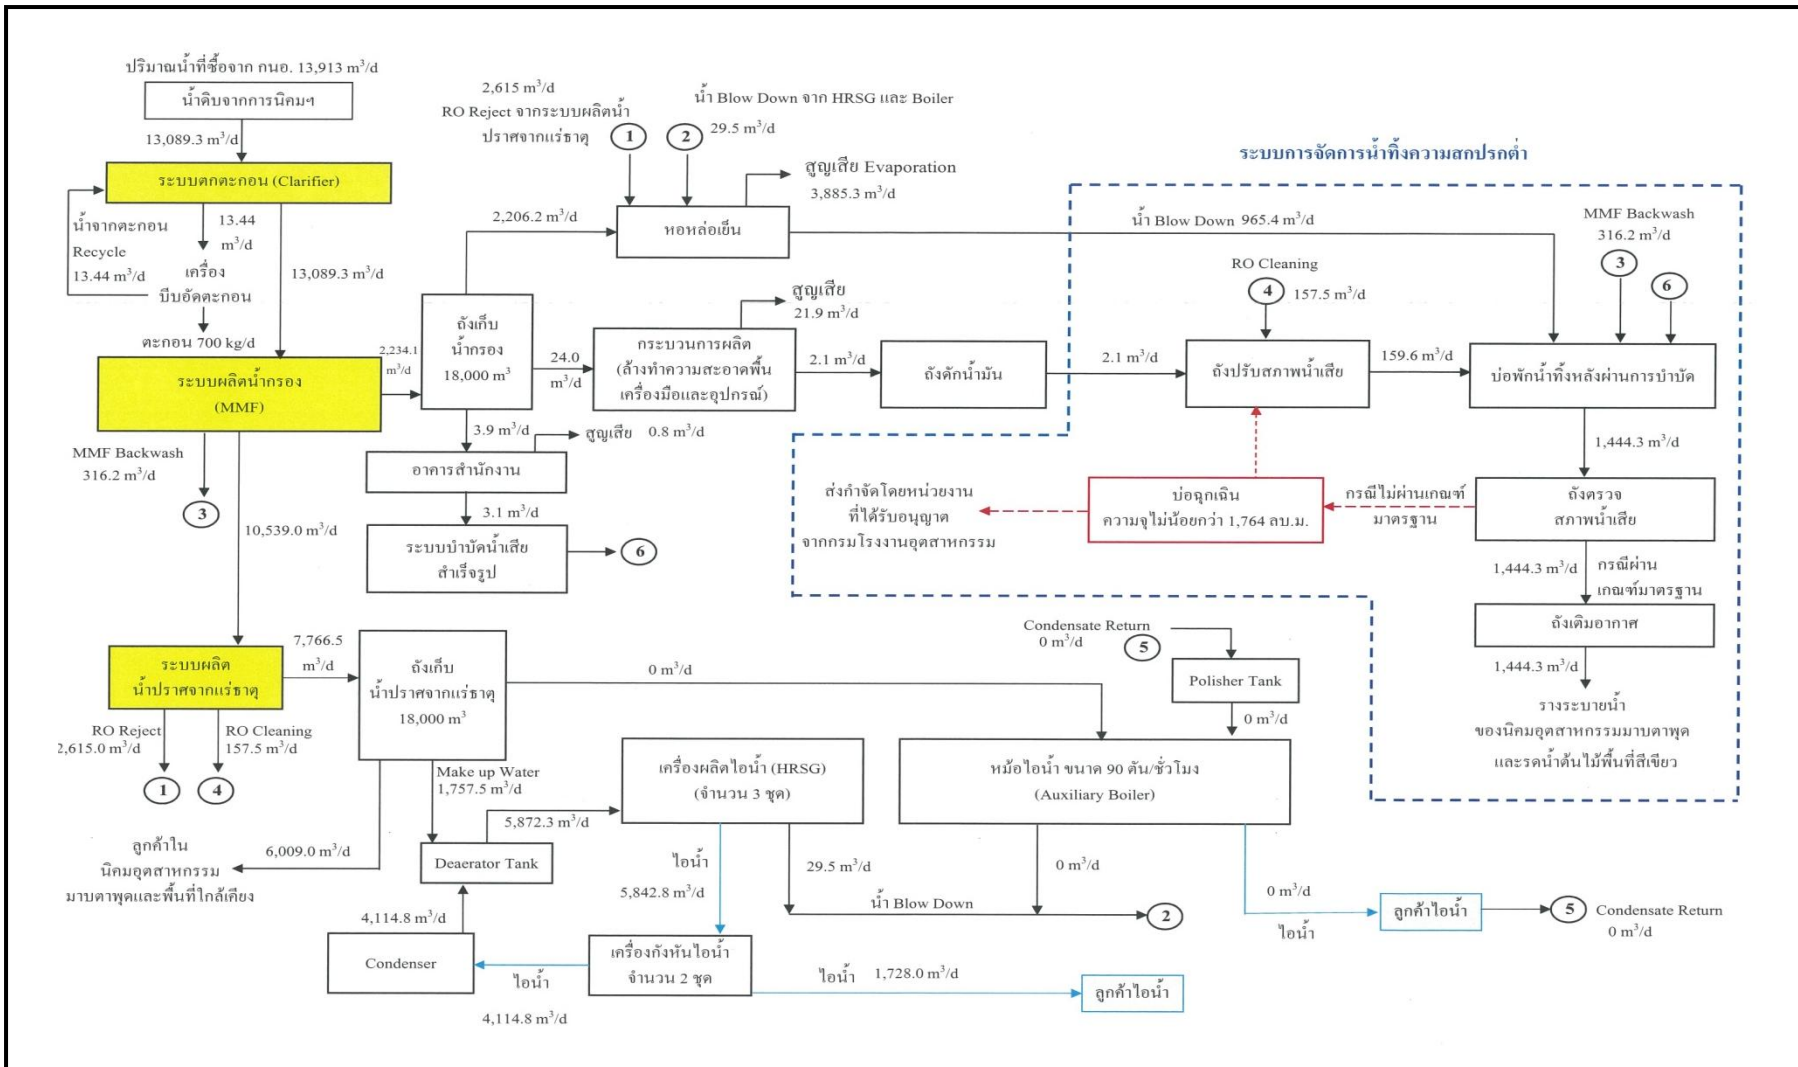 ปริมาณน้ำที่ซื้อจาก กนอ. 13,913 m³/d
น้ำดิบจากการนิคมฯ
13,089.3 m³/d
ระบบตกตะกอน (Clarifier)
น้ำจากตะกอน
Recycle
13.44 m³/d
13.44
m³/d
เครื่อง
บีบอัดตะกอน
ตะกอน 700 kg/d
13,089.3 m³/d
ระบบผลิตน้ำกรอง
(MMF)
MMF Backwash
316.2 m³/d
3
10,539.0 m³/d
2,234.1
m³/d
ถังเก็บ
น้ำกรอง
18,000 m³
2,206.2 m³/d
2,615 m³/d
RO Reject จากระบบผลิตน้ำ
ปราศจากแร่ธาตุ
1
น้ำ Blow Down จาก HRSG และ Boiler
2
29.5 m³/d
สูญเสีย Evaporation
3,885.3 m³/d
หอหล่อเย็น
น้ำ Blow Down 965.4 m³/d
24.0
m³/d
กระบวนการผลิต
(ล้างทำความสะอาดพื้น
เครื่องมือและอุปกรณ์)
สูญเสีย
21.9 m³/d
2.1 m³/d
ถังดักน้ำมัน
2.1 m³/d
3.9 m³/d
สูญเสีย 0.8 m³/d
อาคารสำนักงาน
3.1 m³/d
ระบบบำบัดน้ำเสีย
สำเร็จรูป
6
ระบบการจัดการน้ำทิ้งความสกปรกต่ำ
RO Cleaning
4
157.5 m³/d
MMF Backwash
316.2 m³/d
3
6
ถังปรับสภาพน้ำเสีย
159.6 m³/d
บ่อพักน้ำทิ้งหลังผ่านการบำบัด
1,444.3 m³/d
ถังตรวจ
สภาพน้ำเสีย
กรณีไม่ผ่านเกณฑ์
มาตรฐาน
บ่อฉุกเฉิน
ความจุไม่น้อยกว่า 1,764 ลบ.ม.
ส่งกำจัดโดยหน่วยงาน
ที่ได้รับอนุญาต
จากกรมโรงงานอุตสาหกรรม
1,444.3 m³/d
กรณีผ่าน
เกณฑ์มาตรฐาน
ถังเติมอากาศ
1,444.3 m³/d
รางระบายน้ำ
ของนิคมอุตสาหกรรมมาบตาพุด
และรดน้ำต้นไม้พื้นที่สีเขียว
ระบบผลิต
น้ำปราศจากแร่ธาตุ
7,766.5
m³/d
RO Reject
2,615.0 m³/d
1
RO Cleaning
157.5 m³/d
4
ถังเก็บ
น้ำปราศจากแร่ธาตุ
18,000 m³
0 m³/d
6,009.0 m³/d
ลูกค้าใน
นิคมอุตสาหกรรม
มาบตาพุดและพื้นที่ใกล้เคียง
Make up Water
1,757.5 m³/d
5,872.3 m³/d
Deaerator Tank
4,114.8 m³/d
Condenser
เครื่องผลิตไอน้ำ (HRSG)
(จำนวน 3 ชุด)
ไอน้ำ
5,842.8 m³/d
29.5 m³/d
น้ำ Blow Down
2
เครื่องกังหันไอน้ำ
จำนวน 2 ชุด
ไอน้ำ
4,114.8 m³/d
ไอน้ำ 1,728.0 m³/d
ลูกค้าไอน้ำ
Condensate Return
0 m³/d
5
Polisher Tank
0 m³/d
หม้อไอน้ำ ขนาด 90 ตัน/ชั่วโมง
(Auxiliary Boiler)
0 m³/d
0 m³/d
ไอน้ำ
ลูกค้าไอน้ำ
5
Condensate Return
0 m³/d